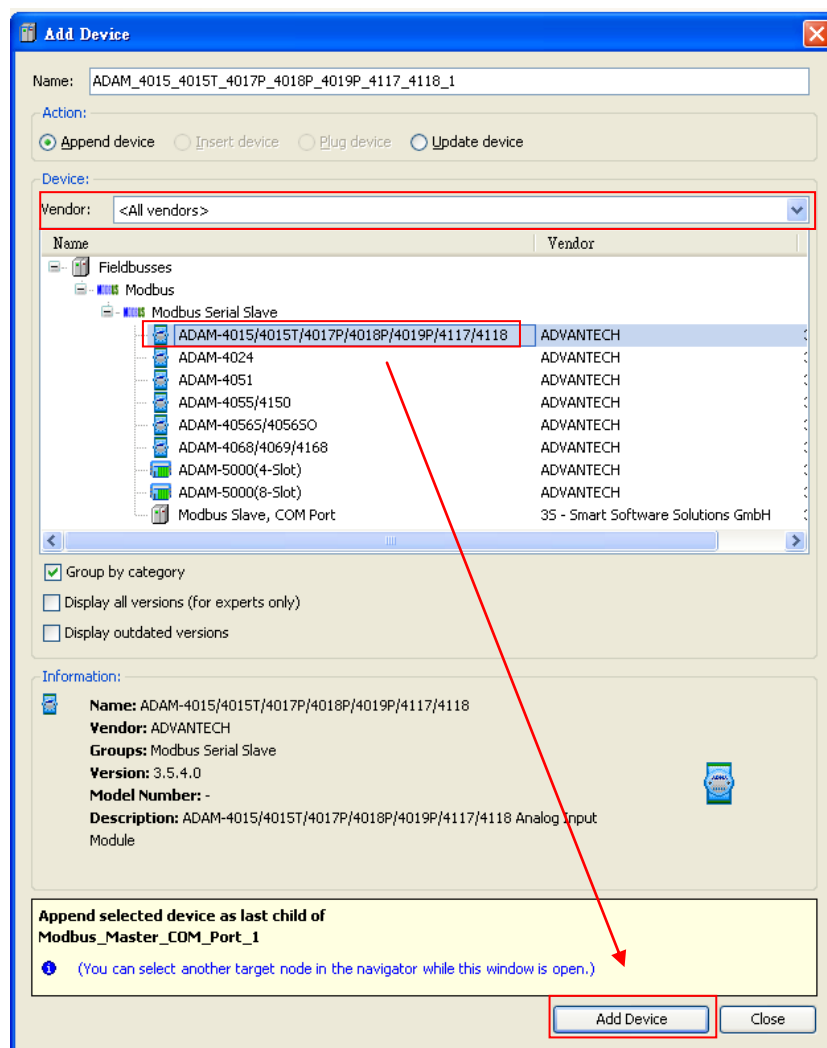 Add Device
Name: ADAM_4015_4015T_4017P_4018P_4019P_4117_4118_1
Action:
Append device Insert device Plug device Update device
Device:
Vendor: <All vendors>
Name Vendor
Fieldbusses
MODBUS Modbus
MODBUS Modbus Serial Slave
ADAM-4015/4015T/4017P/4018P/4019P/4117/4118 ADVANTECH
ADAM-4024 ADVANTECH
ADAM-4051 ADVANTECH
ADAM-4055/4150 ADVANTECH
ADAM-4056S/4056SO ADVANTECH
ADAM-4068/4069/4168 ADVANTECH
ADAM-5000(4-Slot) ADVANTECH
ADAM-5000(8-Slot) ADVANTECH
Modbus Slave, COM Port 3S - Smart Software Solutions GmbH
Group by category
Display all versions (for experts only)
Display outdated versions
Information:
Name: ADAM-4015/4015T/4017P/4018P/4019P/4117/4118
Vendor: ADVANTECH
Groups: Modbus Serial Slave
Version: 3.5.4.0
Model Number: -
Description: ADAM-4015/4015T/4017P/4018P/4019P/4117/4118 Analog Input
Module
Append selected device as last child of
Modbus_Master_COM_Port_1
(You can select another target node in the navigator while this window is open.)
Add Device Close